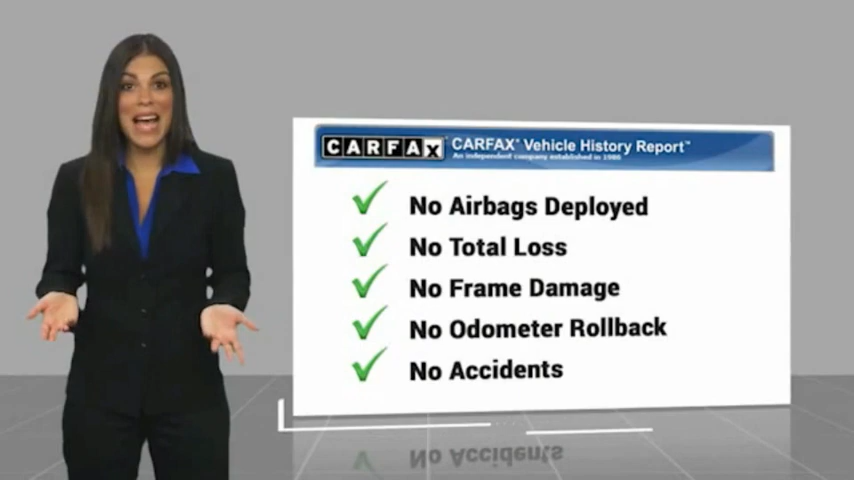 CARFAX CARFAX® Vehicle History Report™
An independent company established in 1986
No Airbags Deployed
No Total Loss
No Frame Damage
No Odometer Rollback
No Accidents
No Accidents